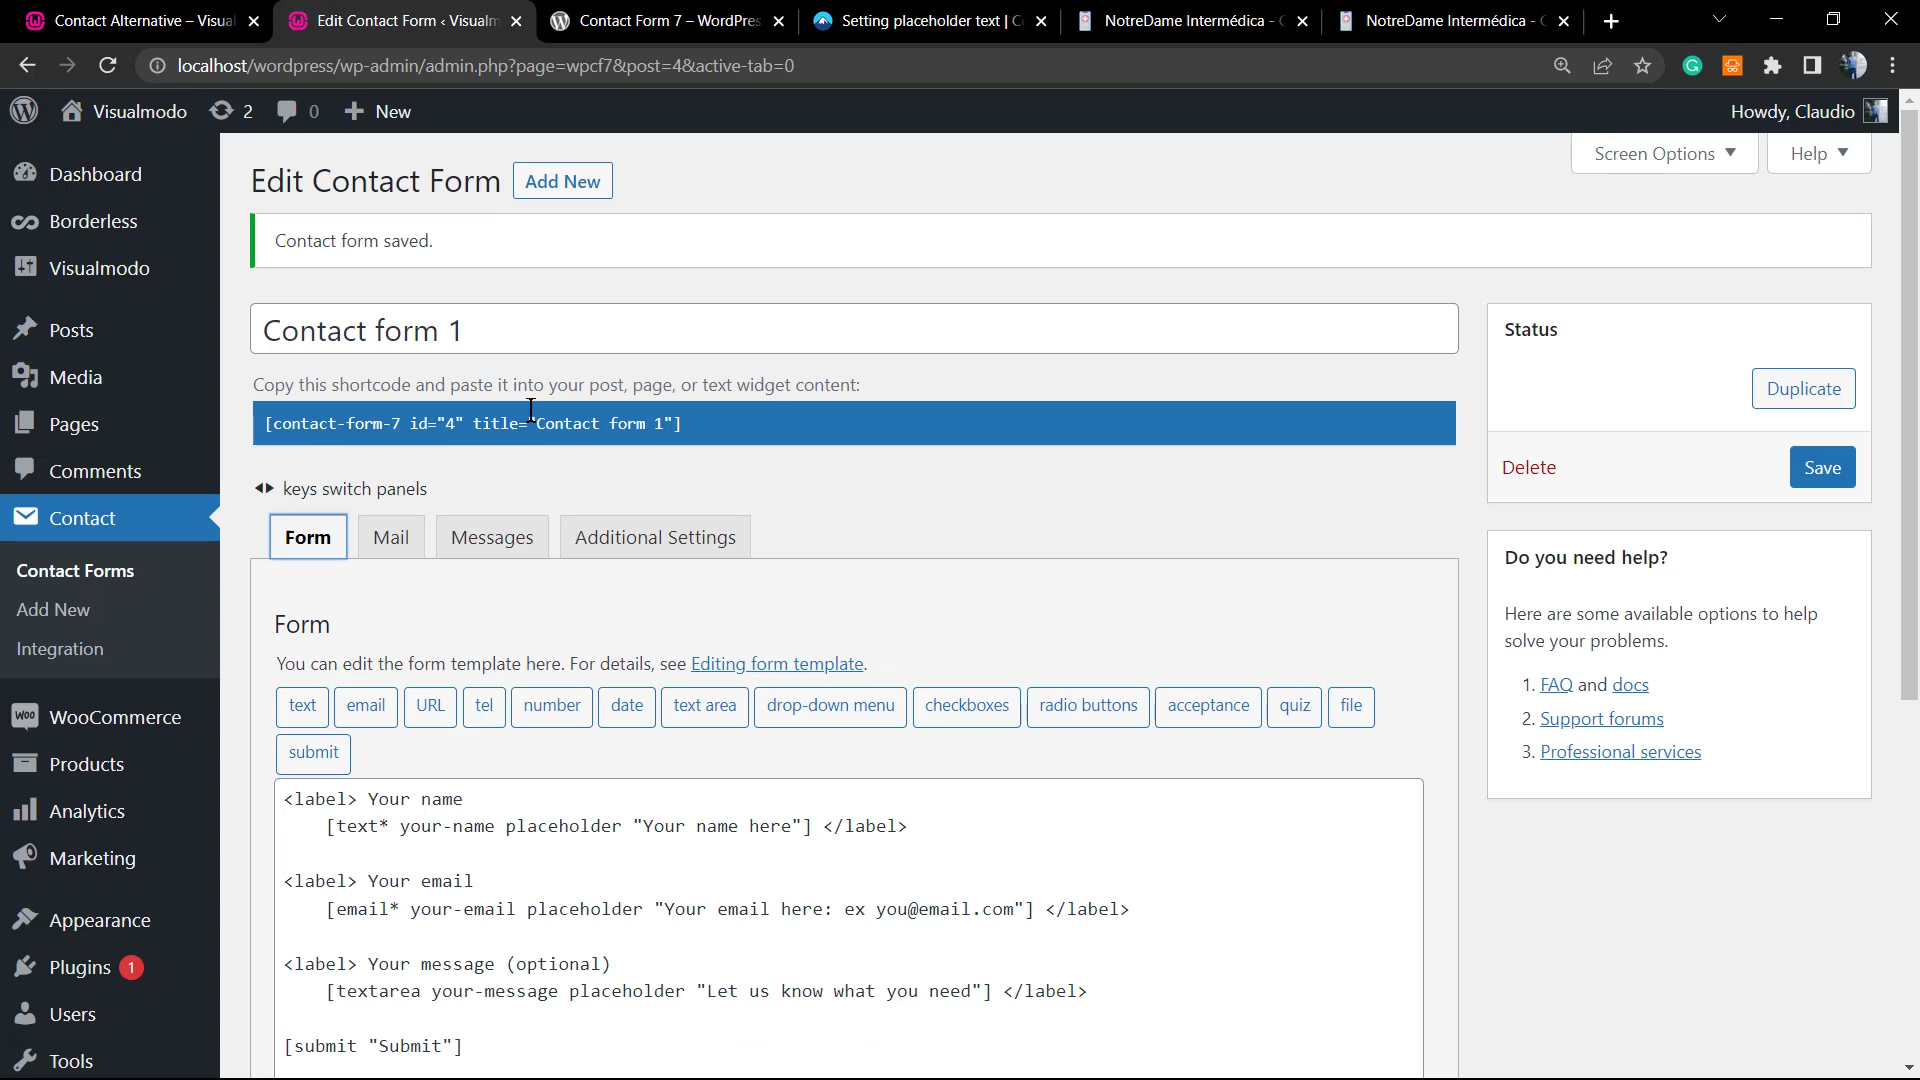 Contact Alternative – Visual
Edit Contact Form ‹ Visualm
Contact Form 7 – WordPres
Setting placeholder text | C
NotreDame Intermédica - C
NotreDame Intermédica - C
localhost/wordpress/wp-admin/admin.php?page=wpcf7&post=4&active-tab=0
Visualmodo
2
0
New
Howdy, Claudio
Dashboard
Borderless
Visualmodo
Posts
Media
Pages
Comments
Contact
Contact Forms
Add New
Integration
WooCommerce
Products
Analytics
Marketing
Appearance
Plugins 1
Users
Tools
Screen Options
Help
Edit Contact Form
Add New
Contact form saved.
Contact form 1
Copy this shortcode and paste it into your post, page, or text widget content:
[contact-form-7 id="4" title="Contact form 1"]
keys switch panels
Form Mail Messages Additional Settings
Form
You can edit the form template here. For details, see Editing form template.
text email URL tel number date text area drop-down menu checkboxes radio buttons acceptance quiz file
submit
<label> Your name
[text* your-name placeholder "Your name here"] </label>
<label> Your email
[email* your-email placeholder "Your email here: ex you@email.com"] </label>
<label> Your message (optional)
[textarea your-message placeholder "Let us know what you need"] </label>
[submit "Submit"]
Status
Duplicate
Delete
Save
Do you need help?
Here are some available options to help
solve your problems.
1. FAQ and docs
2. Support forums
3. Professional services